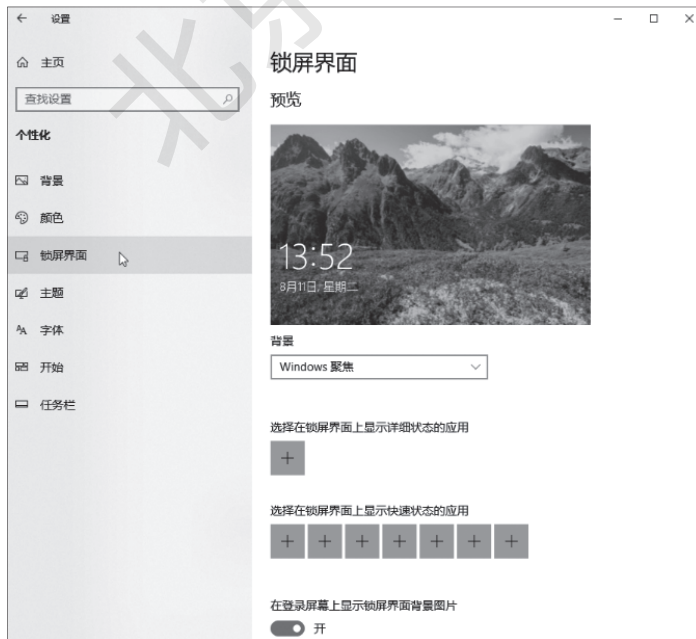 设置
主页
查找设置
个性化
背景
颜色
锁屏界面
主题
字体
开始
任务栏
锁屏界面
预览
13:52
8月11日, 星期二
背景
Windows 聚焦
选择在锁屏界面上显示详细状态的应用
选择在锁屏界面上显示快速状态的应用
在登录屏幕上显示锁屏界面背景图片
开
北京